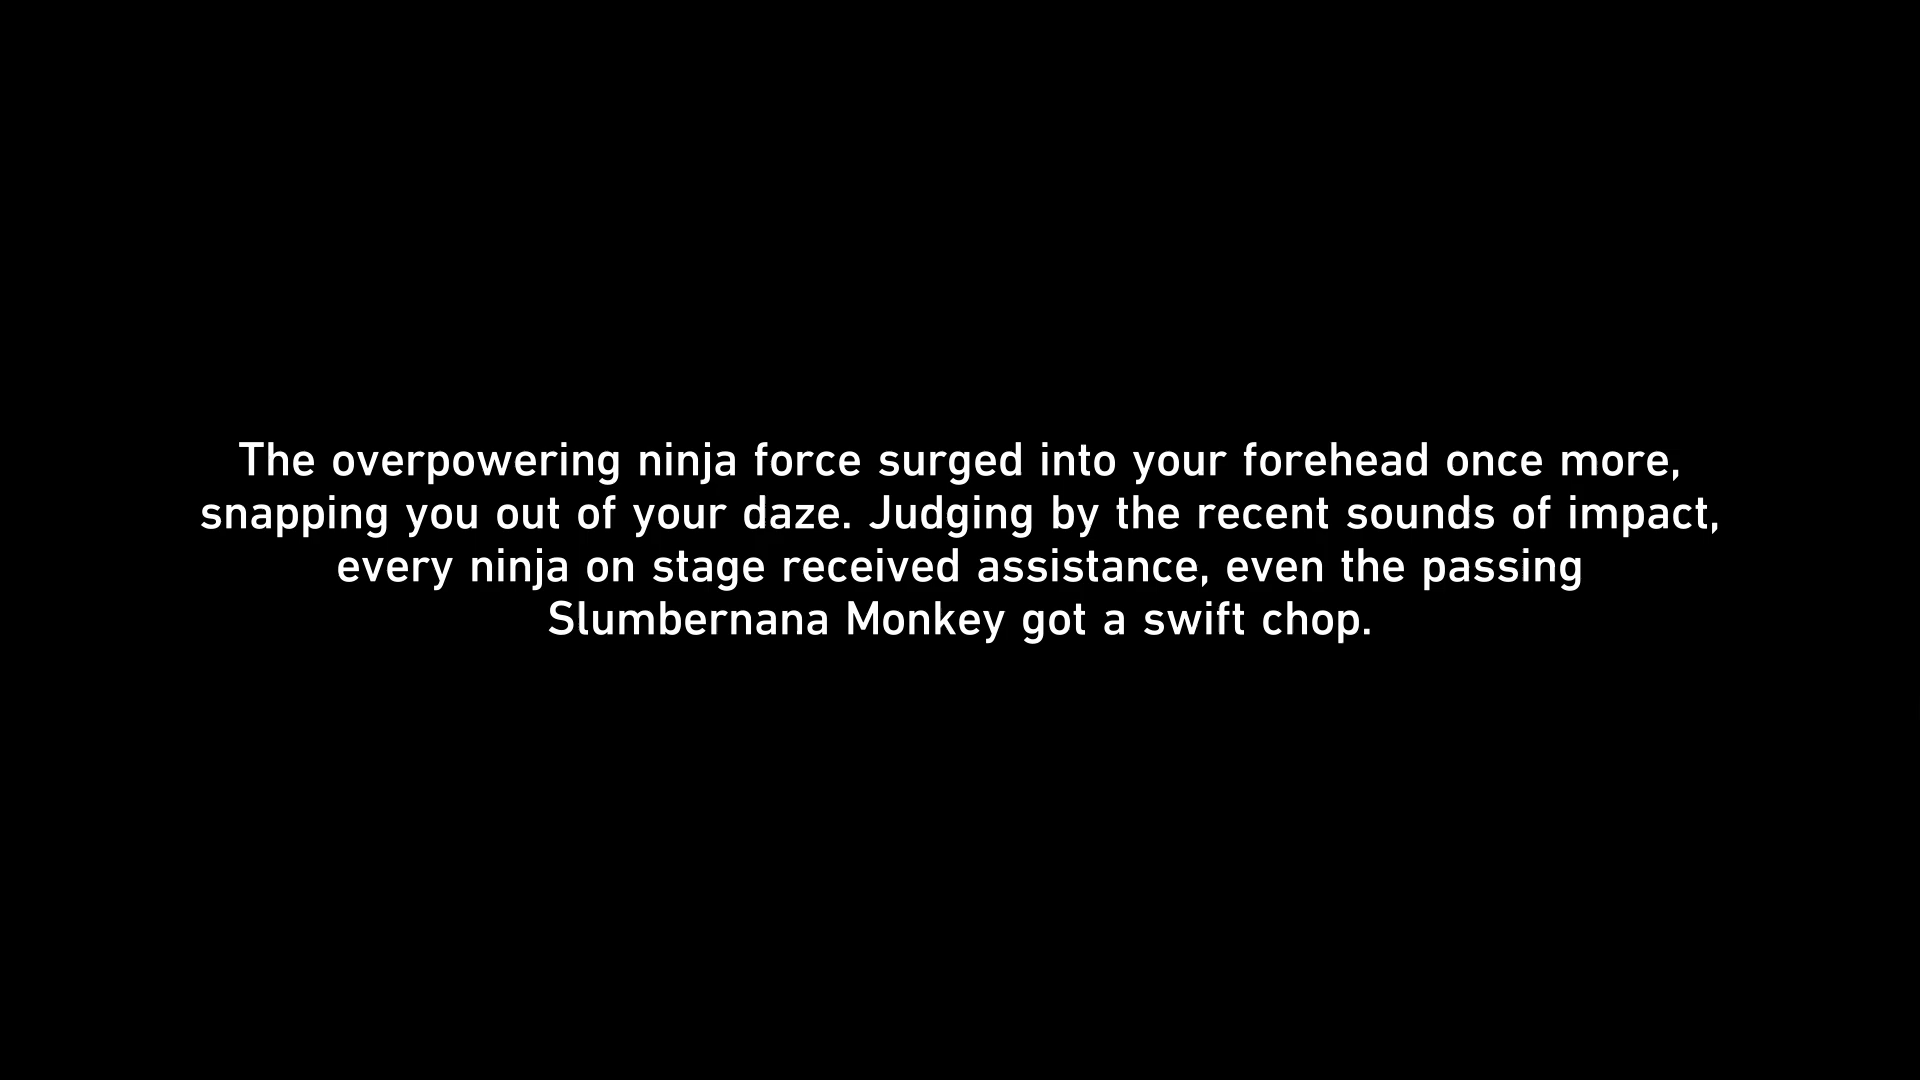 The overpowering ninja force surged into your forehead once more,
snapping you out of your daze. Judging by the recent sounds of impact,
every ninja on stage received assistance, even the passing
Slumbernana Monkey got a swift chop.